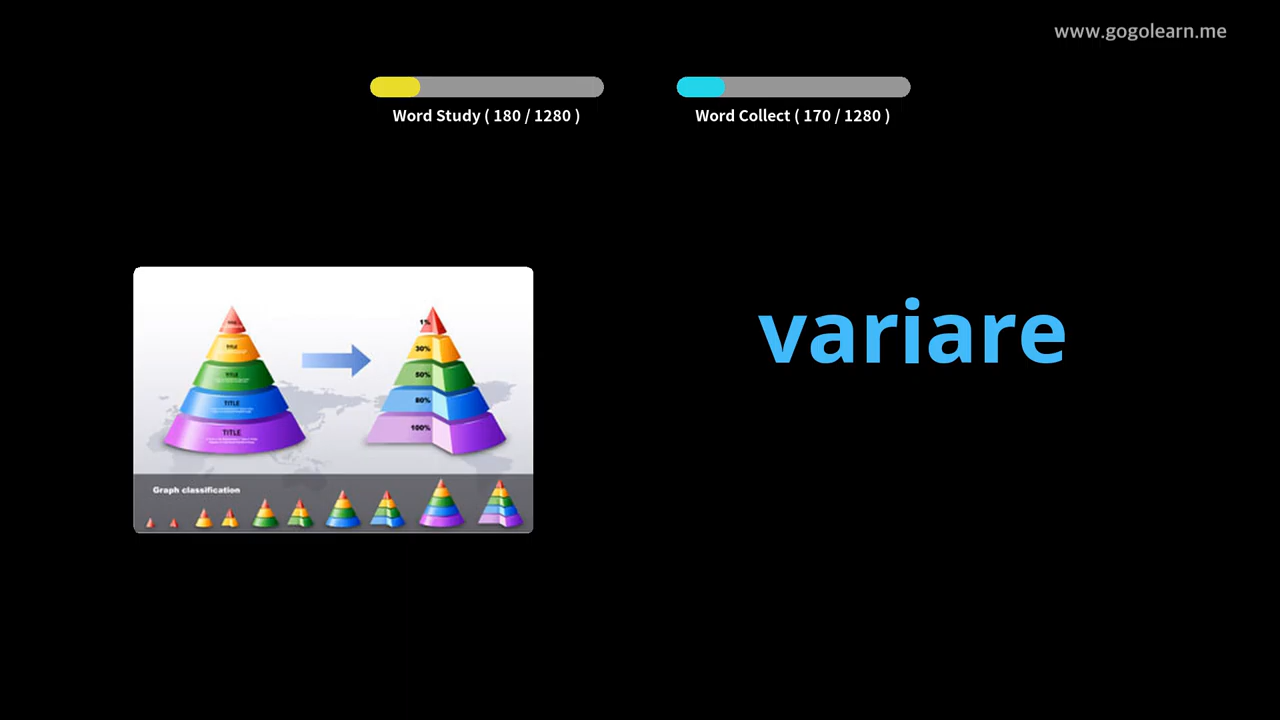 www.gogolearn.me
Word Study ( 180 / 1280 )
Word Collect ( 170 / 1280 )
variare
TITLE
TITLE
TITLE
TITLE
1%
30%
50%
80%
100%
Graph classification